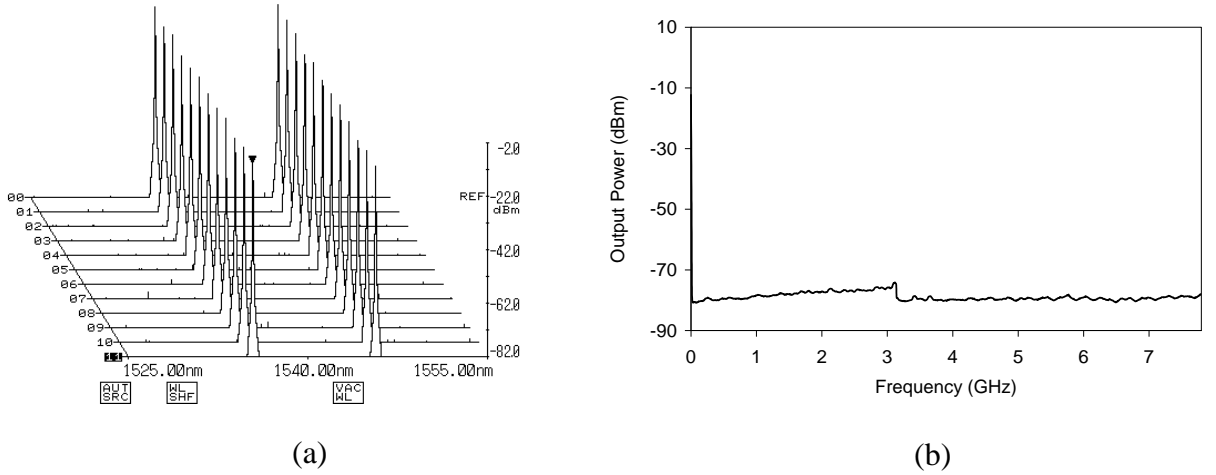 00
01
02
03
04
05
06
07
08
09
10
11
-2.0
REF
-22.0
dBm
-42.0
-62.0
-82.0
1525.00nm
1540.00nm
1555.00nm
AUT
SRC
WL
SHF
VAC
WL
(a)
Output Power (dBm)
10
-10
-30
-50
-70
-90
0 1 2 3 4 5 6 7
Frequency (GHz)
(b)